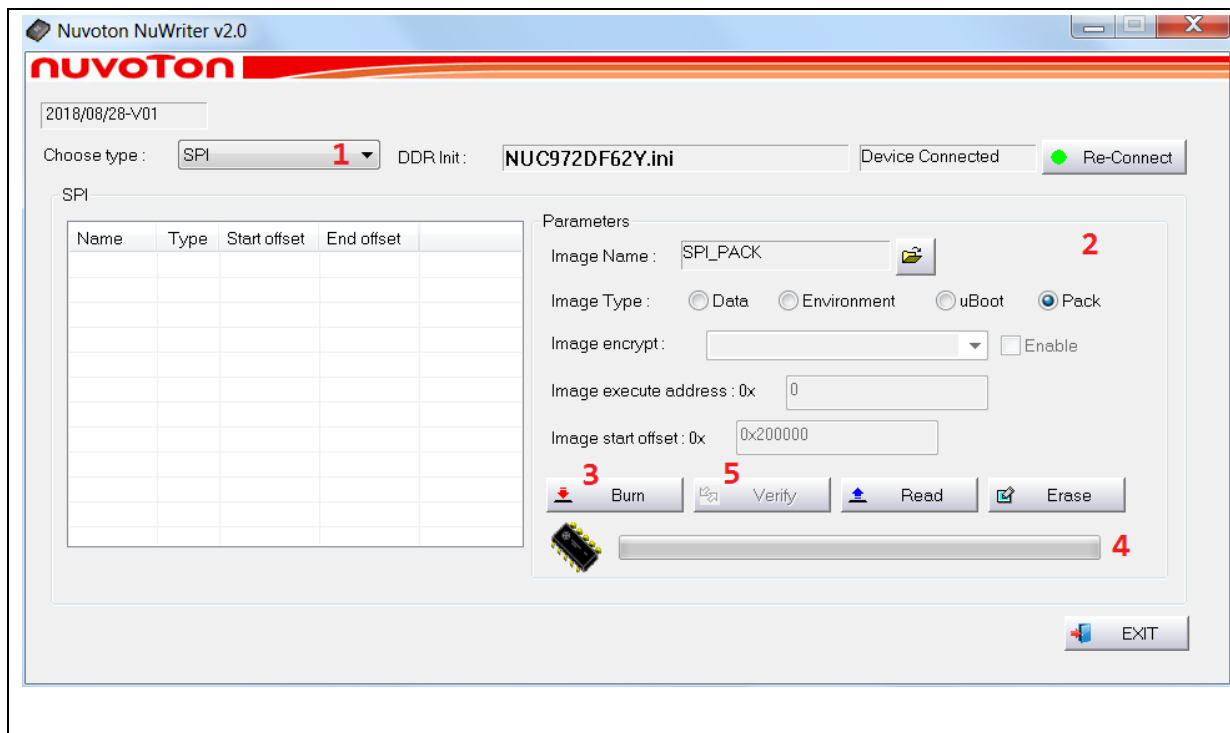 Nuvoton NuWriter v2.0
nuvoTon
2018/08/28-V01
Choose type : SPI 1 DDR Init : NUC972DF62Y.ini Device Connected Re-Connect
SPI
Name Type Start offset End offset
Parameters
2
Image Name : SPI_PACK
Image Type : Data Environment uBoot Pack
Image encrypt : Enable
Image execute address : 0x 0
Image start offset : 0x 0x200000
3 Burn 5 Verify Read Erase
4
EXIT